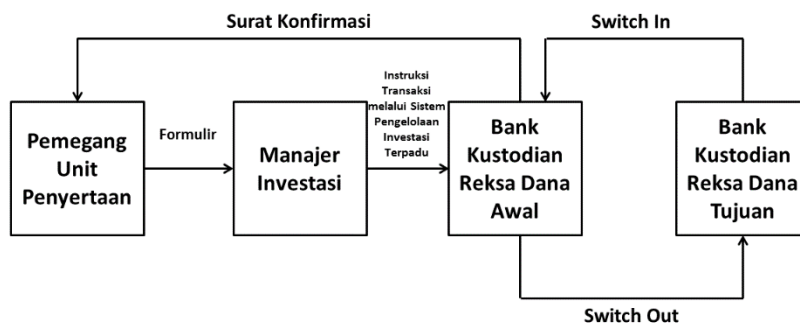 Surat Konfirmasi
Switch In
Instruksi
Transaksi
melalui Sistem
Pengelolaan
Investasi
Terpadu
Formulir
Pemegang
Unit
Penyertaan
Manajer
Investasi
Bank
Kustodian
Reksa Dana
Awal
Bank
Kustodian
Reksa Dana
Tujuan
Switch Out